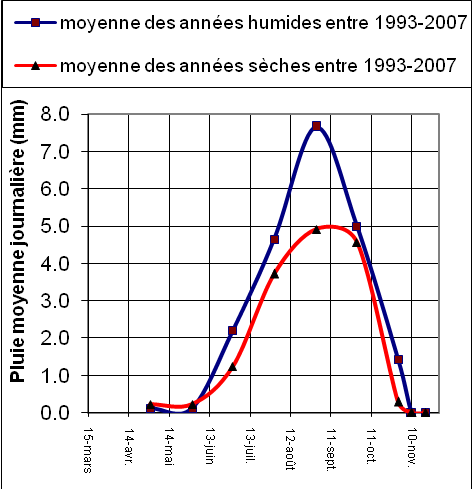 moyenne des années humides entre 1993-2007
moyenne des années sèches entre 1993-2007
Pluie moyenne journalière (mm)
8.0
7.0
6.0
5.0
4.0
3.0
2.0
1.0
0.0
15-mars
14-avr.
14-mai
13-juin
13-juil.
12-août
11-sept.
11-oct.
10-nov.